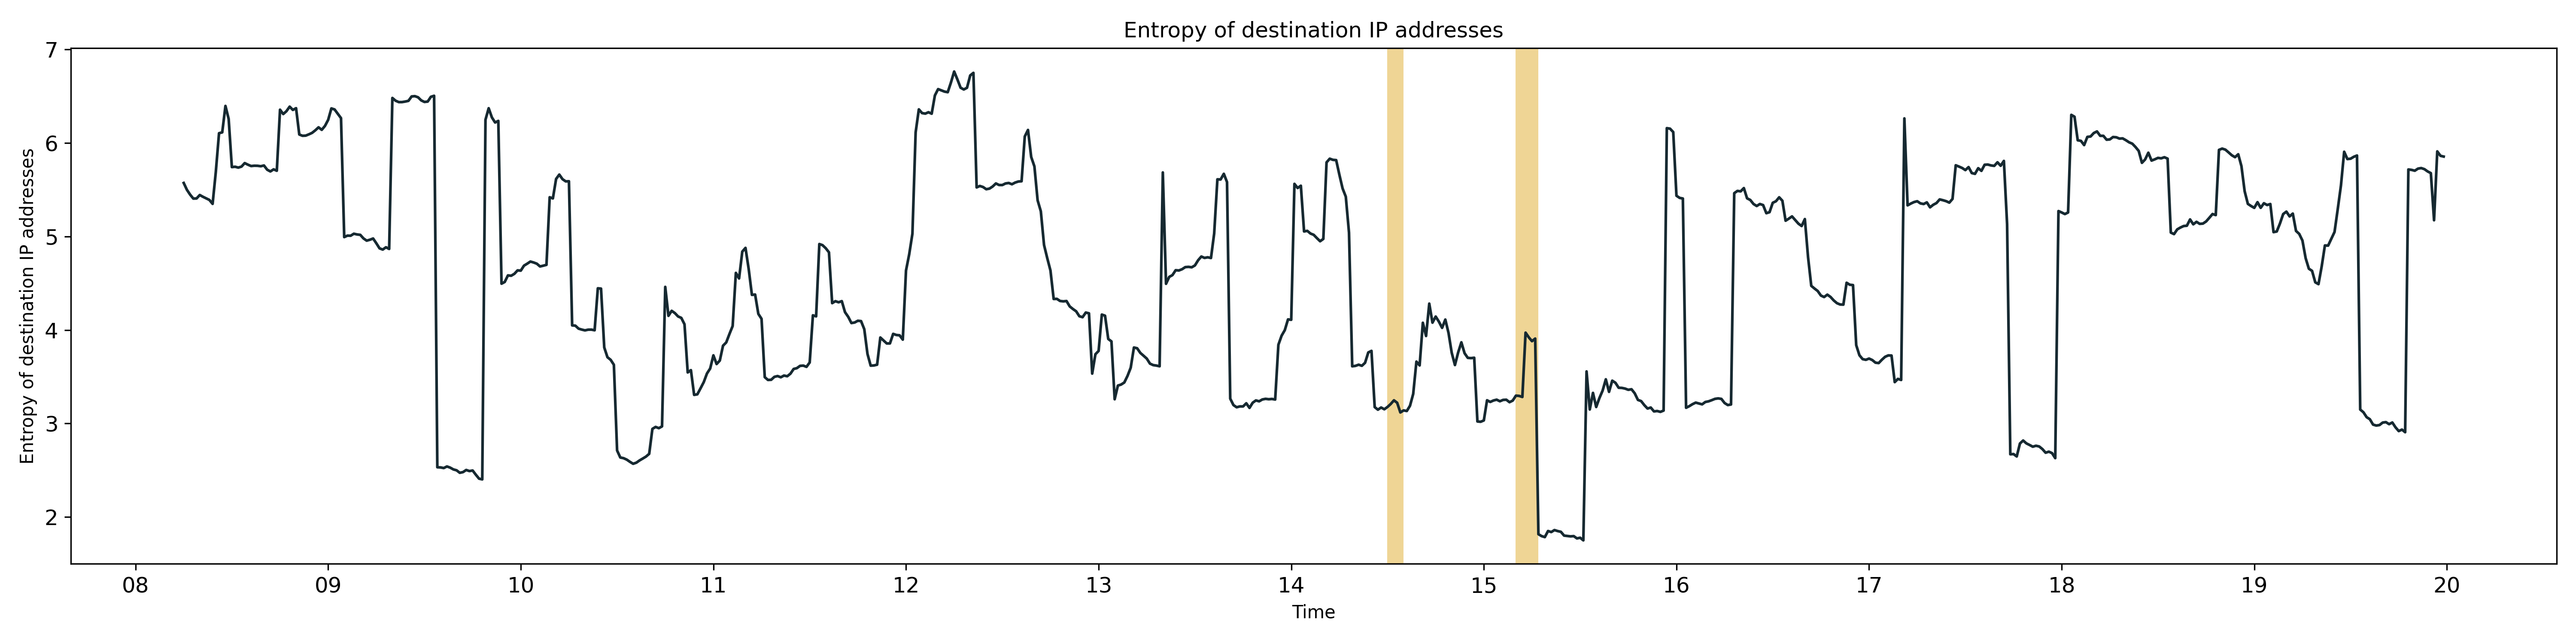 Entropy of destination IP addresses
Entropy of destination IP addresses
7
6
5
4
3
2
08 09 10 11 12 13 14 15 16 17 18 19 20
Time